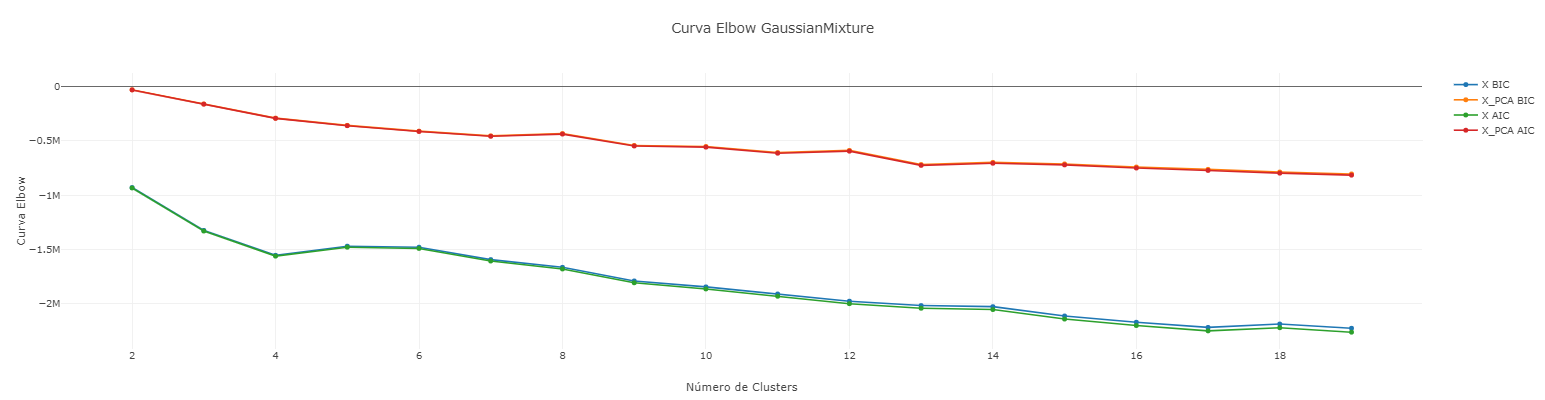 Curva Elbow GaussianMixture
X BIC
X_PCA BIC
X AIC
X_PCA AIC
Curva Elbow
0
−0.5M
−1M
−1.5M
−2M
2
4
6
8
10
12
14
16
18
Número de Clusters